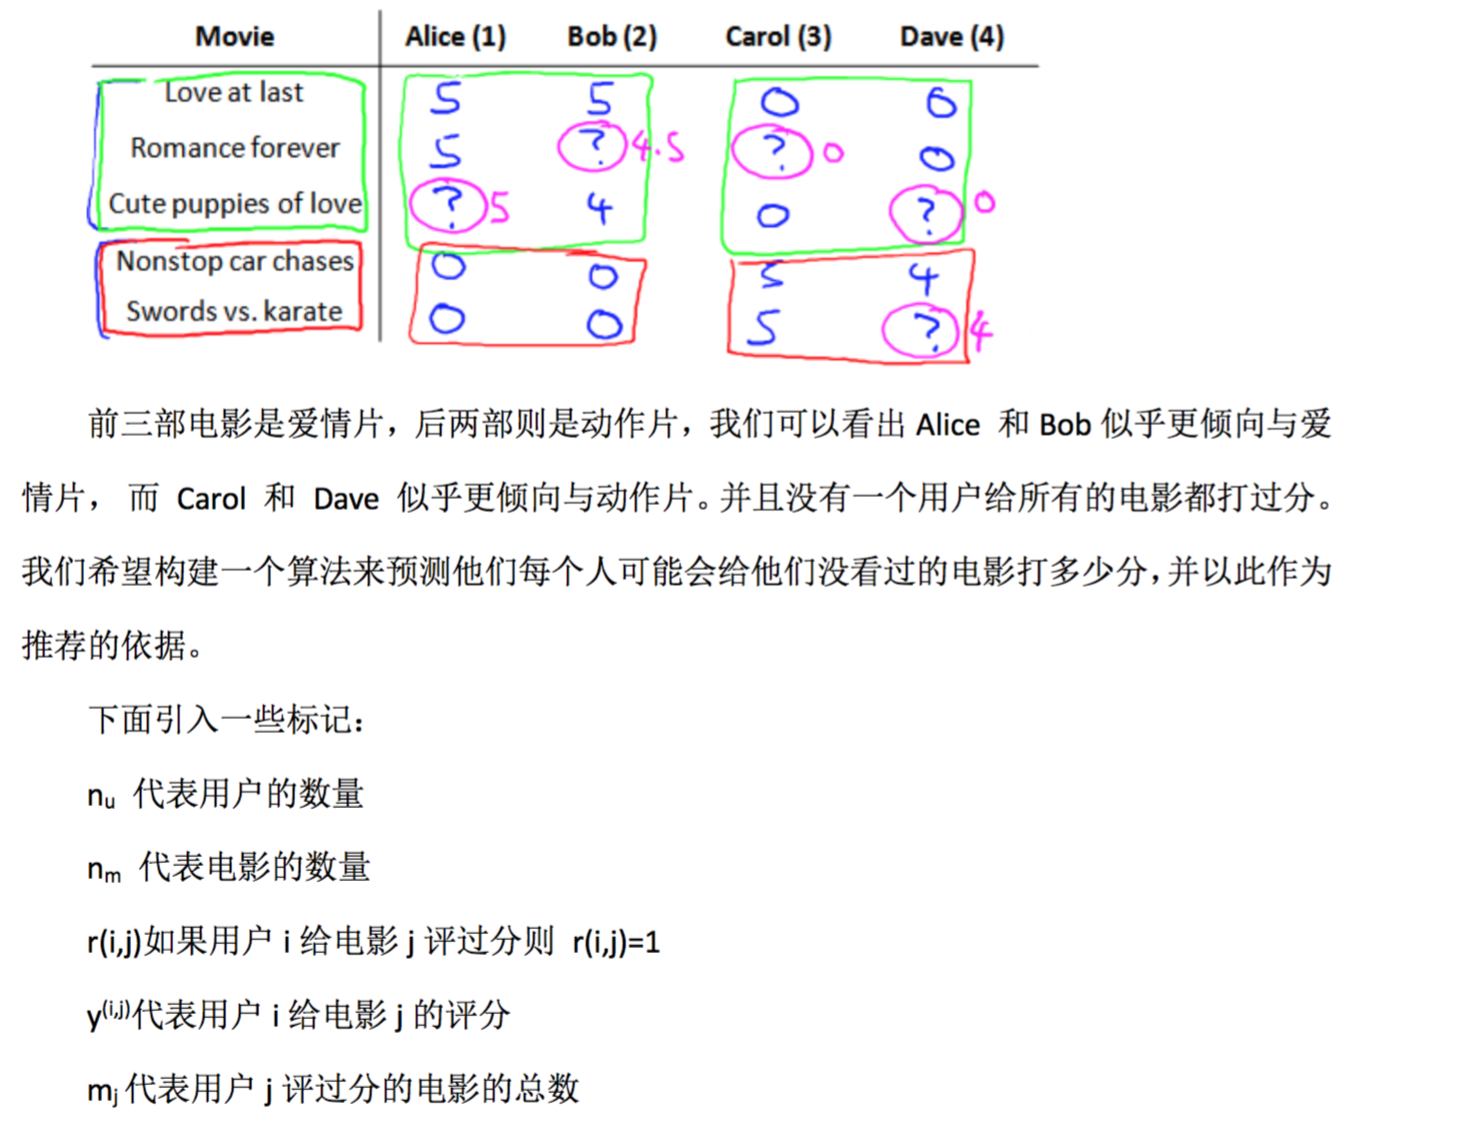 Movie Alice (1) Bob (2) Carol (3) Dave (4)
Love at last 5 5 0 0
Romance forever 5 ? 4.5 ? 0 0
Cute puppies of love ? 5 4 0 ? 0
Nonstop car chases 0 0 5 4
Swords vs. karate 0 0 5 ? 4
前三部电影是爱情片，后两部则是动作片，我们可以看出 Alice 和 Bob 似乎更倾向与爱
情片， 而 Carol 和 Dave 似乎更倾向与动作片。并且没有一个用户给所有的电影都打过分。
我们希望构建一个算法来预测他们每个人可能会给他们没看过的电影打多少分，并以此作为
推荐的依据。
下面引入一些标记：
nu 代表用户的数量
nm 代表电影的数量
r(i,j)如果用户 i 给电影 j 评过分则 r(i,j)=1
y(i,j)代表用户 i 给电影 j 的评分
mj 代表用户 j 评过分的电影的总数